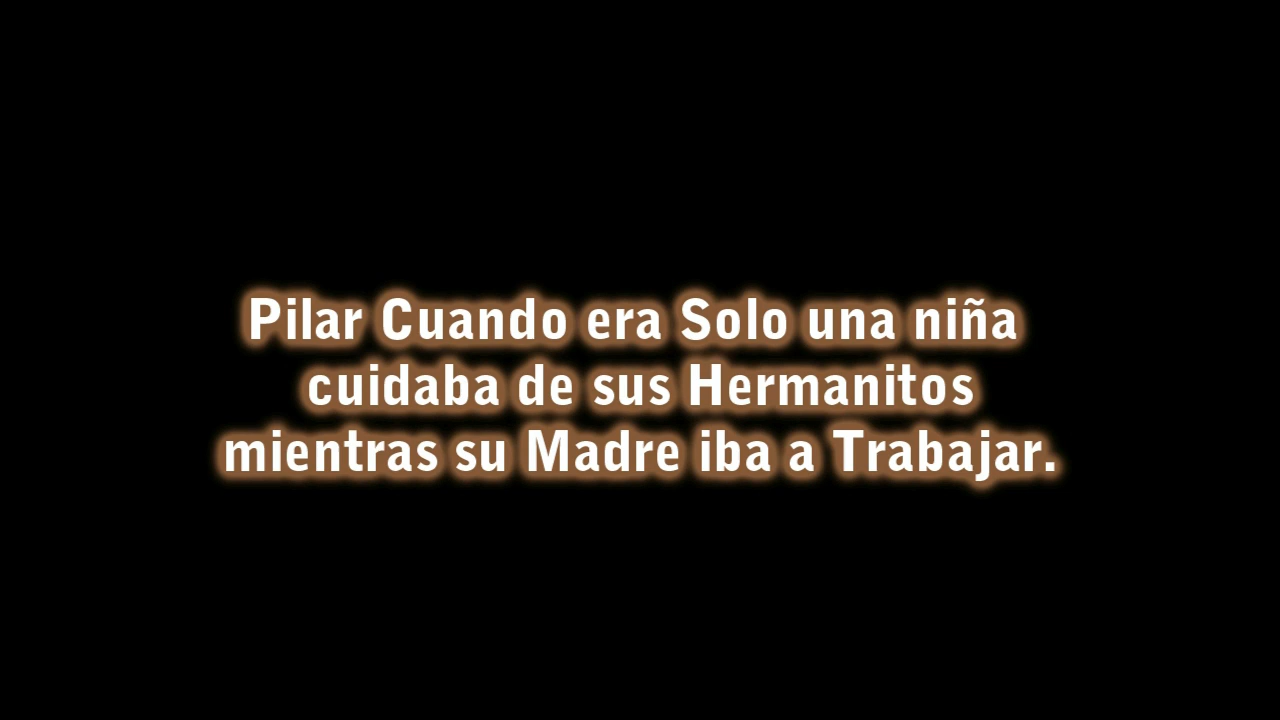 Pilar Cuando era Solo una niña
cuidaba de sus Hermanitos
mientras su Madre iba a Trabajar.